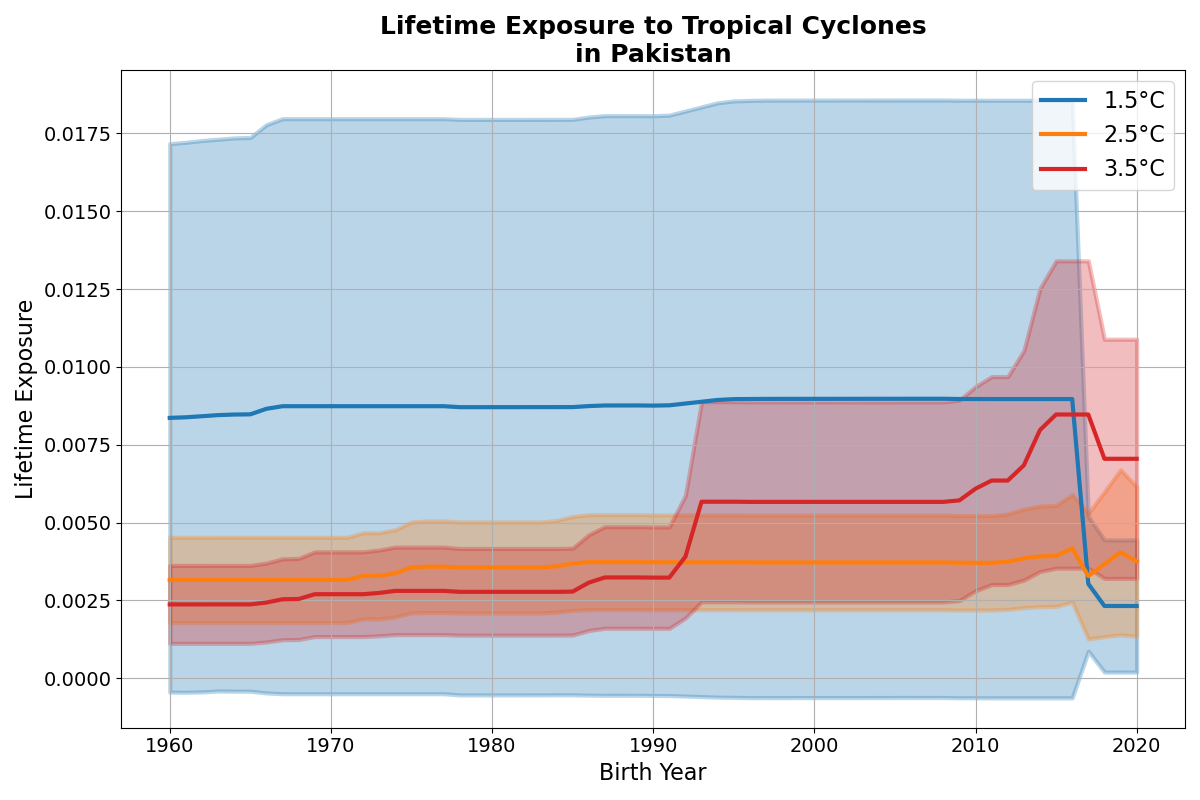 Lifetime Exposure to Tropical Cyclones
in Pakistan
1.5°C
2.5°C
3.5°C
Lifetime Exposure
0.0175
0.0150
0.0125
0.0100
0.0075
0.0050
0.0025
0.0000
1960
1970
1980
1990
2000
2010
2020
Birth Year